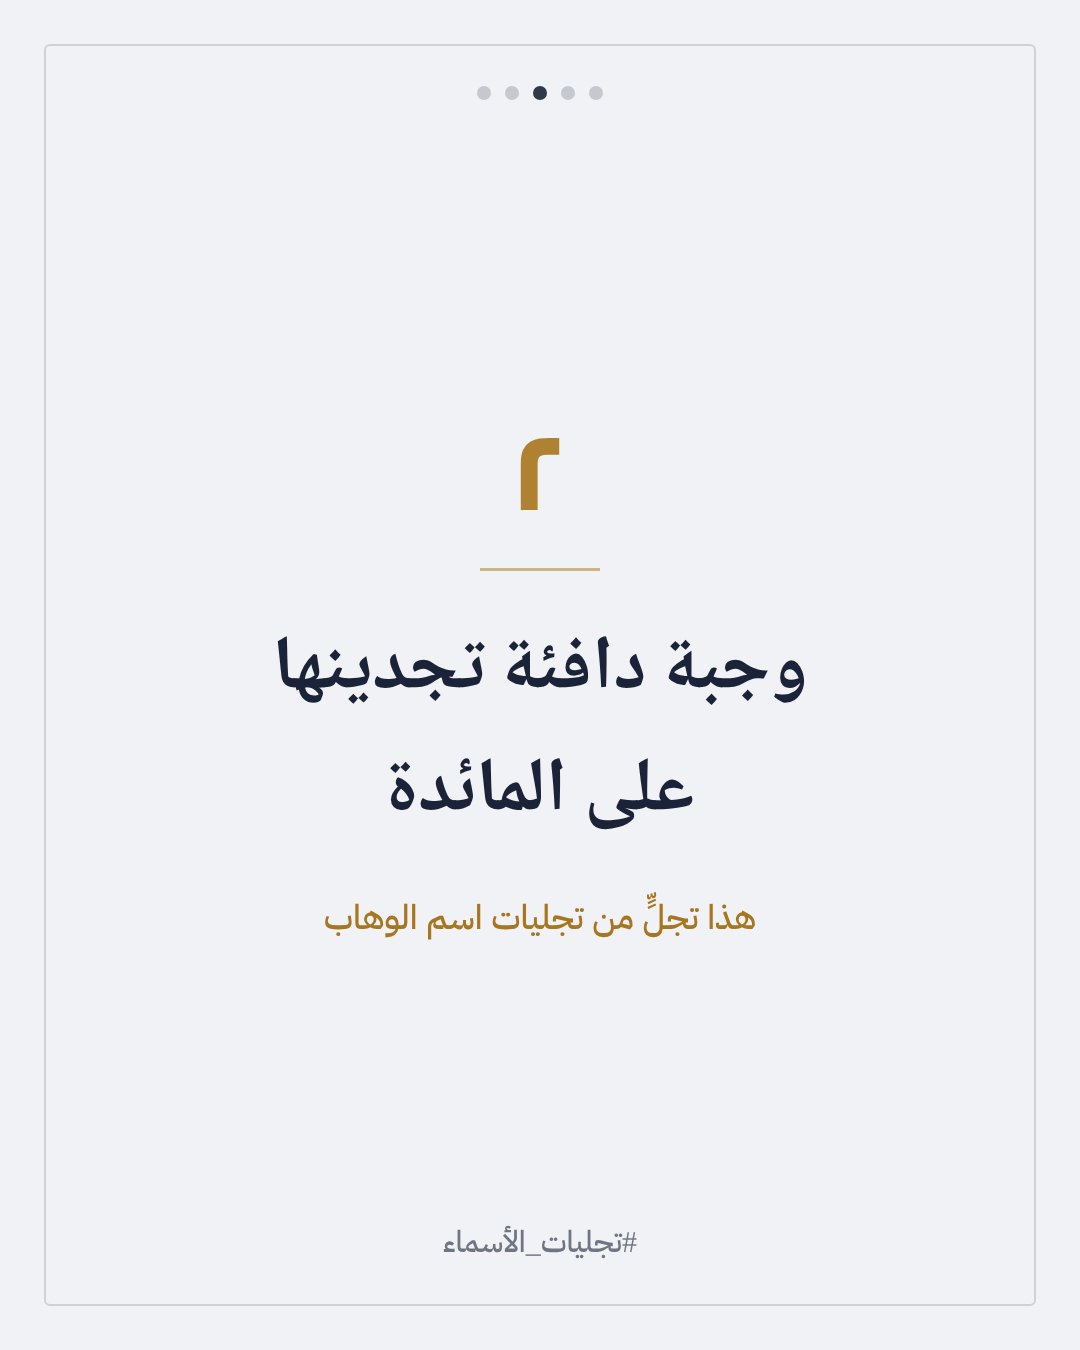 ٢
وجبة دافئة تجدينها
على المائدة
هذا تجلٍّ من تجليات اسم الوهاب
#تجليات_الأسماء